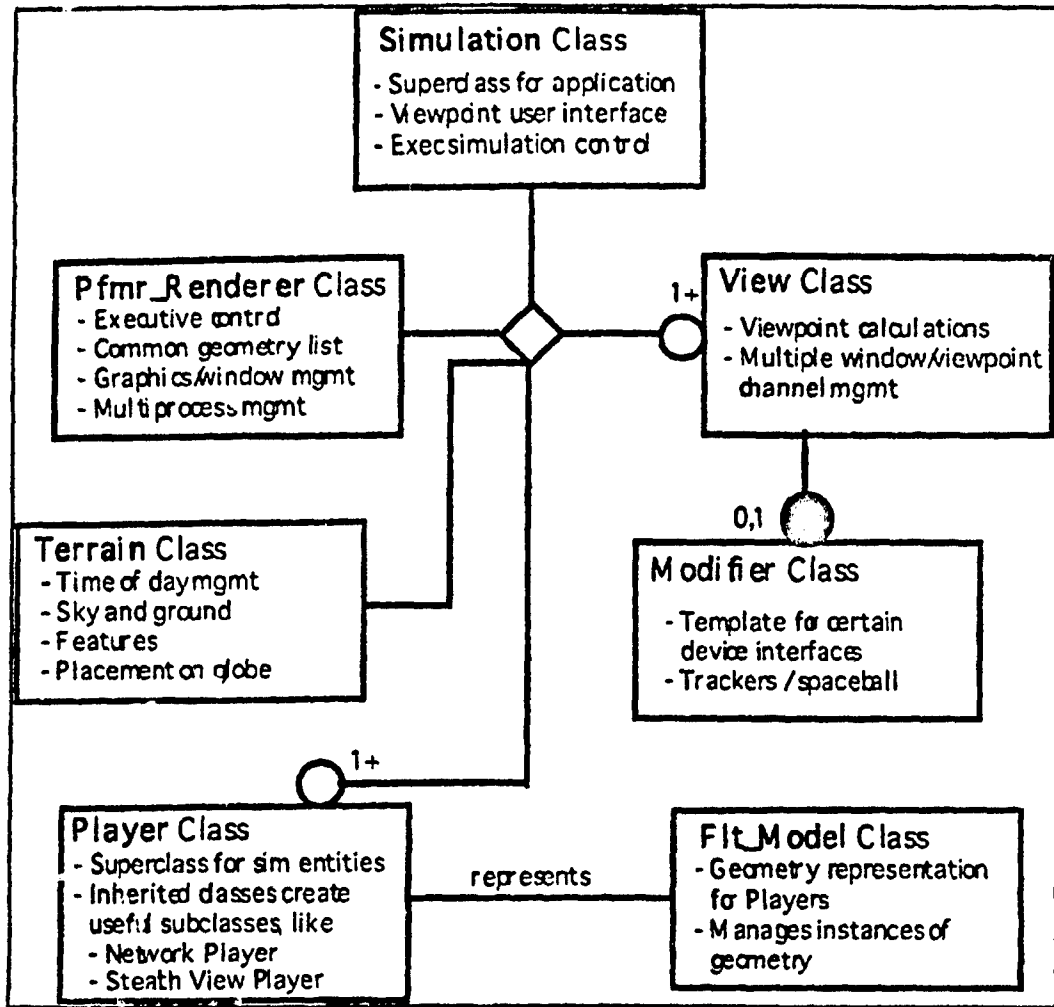 Simulation Class
- Superclass for application
- Viewpoint user interface
- Exec simulation control
Pfmr_Renderer Class
- Executive control
- Common geometry list
- Graphics/window mgmt
- Multiprocess mgmt
1+
View Class
- Viewpoint calculations
- Multiple window/viewpoint
channel mgmt
0,1
Terrain Class
- Time of day mgmt
- Sky and ground
- Features
- Placement on globe
Modifier Class
- Template for certain
device interfaces
- Trackers / spaceball
1+
Player Class
- Superclass for sim entities
- Inherited classes create
useful subclasses, like
- Network Player
- Steath View Player
represents
Flt_Model Class
- Geometry representation
for Players
- Manages instances of
geometry